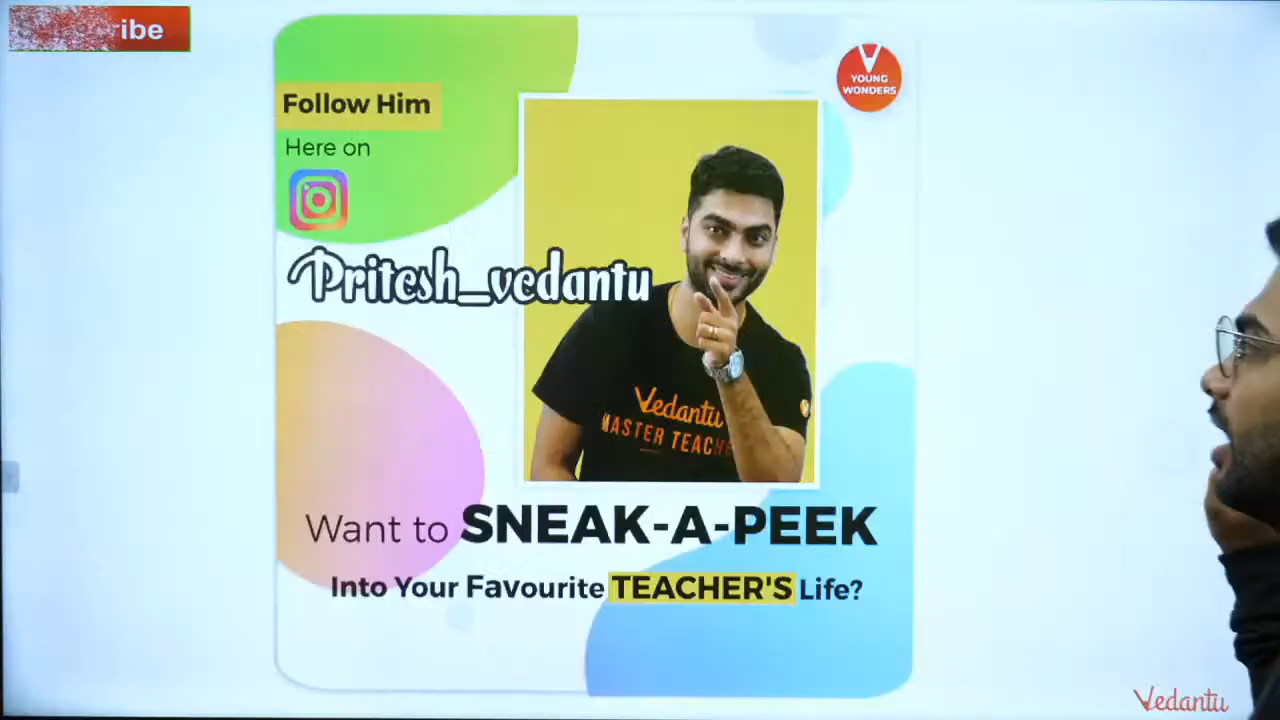 ribe
YOUNG
WONDERS
Follow Him
Here on
Pritesh_vedantu
Vedantu
MASTER TEACHE
Want to SNEAK-A-PEEK
Into Your Favourite TEACHER'S Life?
Vedantu